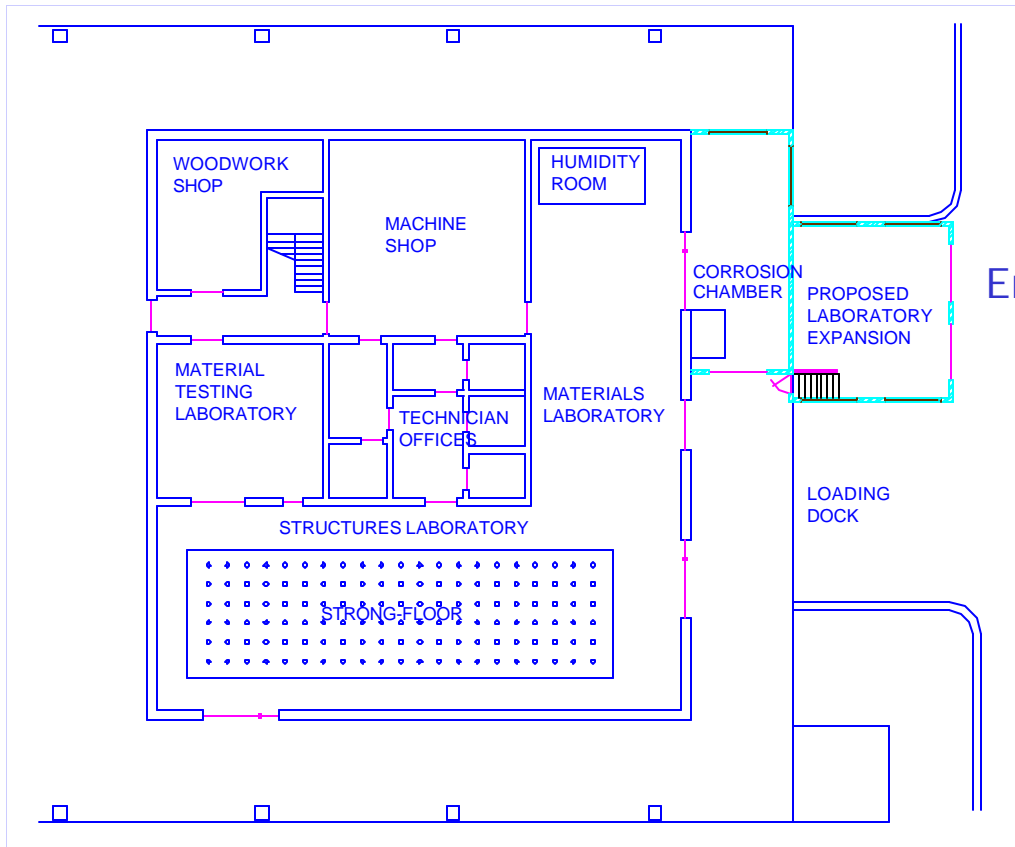 WOODWORK
SHOP
HUMIDITY
ROOM
MACHINE
SHOP
CORROSION
CHAMBER
PROPOSED
LABORATORY
EXPANSION
MATERIAL
TESTING
LABORATORY
TECHNICIAN
OFFICES
MATERIALS
LABORATORY
LOADING
DOCK
STRUCTURES LABORATORY
STRONG-FLOOR